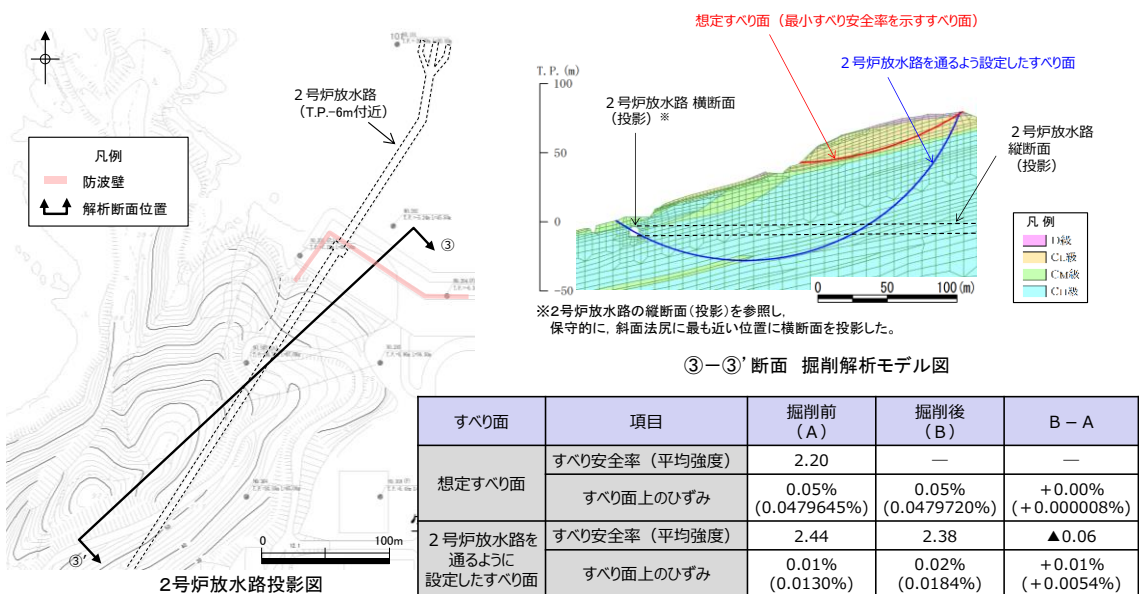 2号炉放水路
(T.P.-6m付近)
凡例
防波壁
解析断面位置
③
③’
0
100m
2号炉放水路投影図
想定すべり面（最小すべり安全率を示すすべり面）
2号炉放水路を通るよう設定したすべり面
T.P.(m)
100
50
0
-50
2号炉放水路 横断面
（投影）※
2号炉放水路
縦断面
（投影）
凡例
D級
CL級
CM級
CH級
0 50 100(m)
※2号炉放水路の縦断面(投影)を参照し,
保守的に, 斜面法尻に最も近い位置に横断面を投影した。
③－③’断面 掘削解析モデル図
すべり面 項目 掘削前（A） 掘削後（B） B－A
想定すべり面 すべり安全率（平均強度） 2.20 ― ―
すべり面上のひずみ 0.05% 0.05% +0.00%
(0.0479645%) (0.0479720%) (+0.000008%)
2号炉放水路を通るように設定したすべり面 すべり安全率（平均強度） 2.44 2.38 ▲0.06
すべり面上のひずみ 0.01% 0.02% +0.01%
(0.0130%) (0.0184%) (+0.0054%)